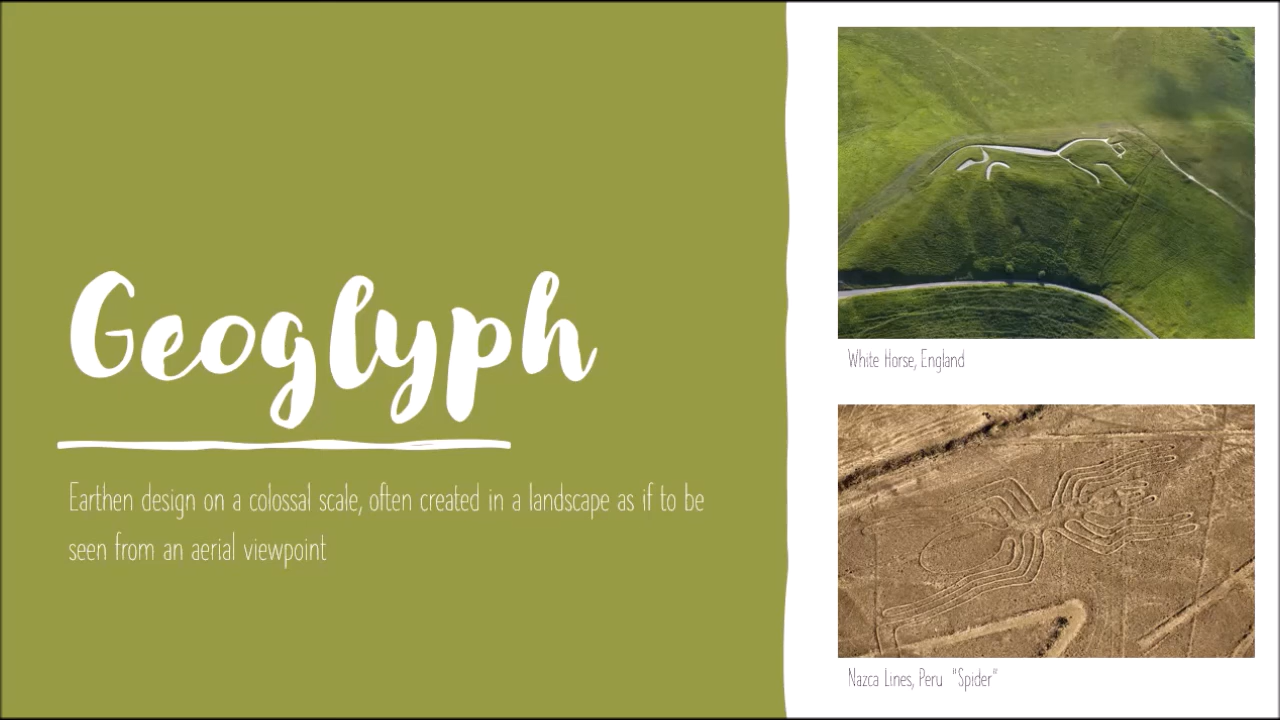 Geoglyph
Earthen design on a colossal scale, often created in a landscape as if to be
seen from an aerial viewpoint
White Horse, England
Nazca Lines, Peru "Spider"